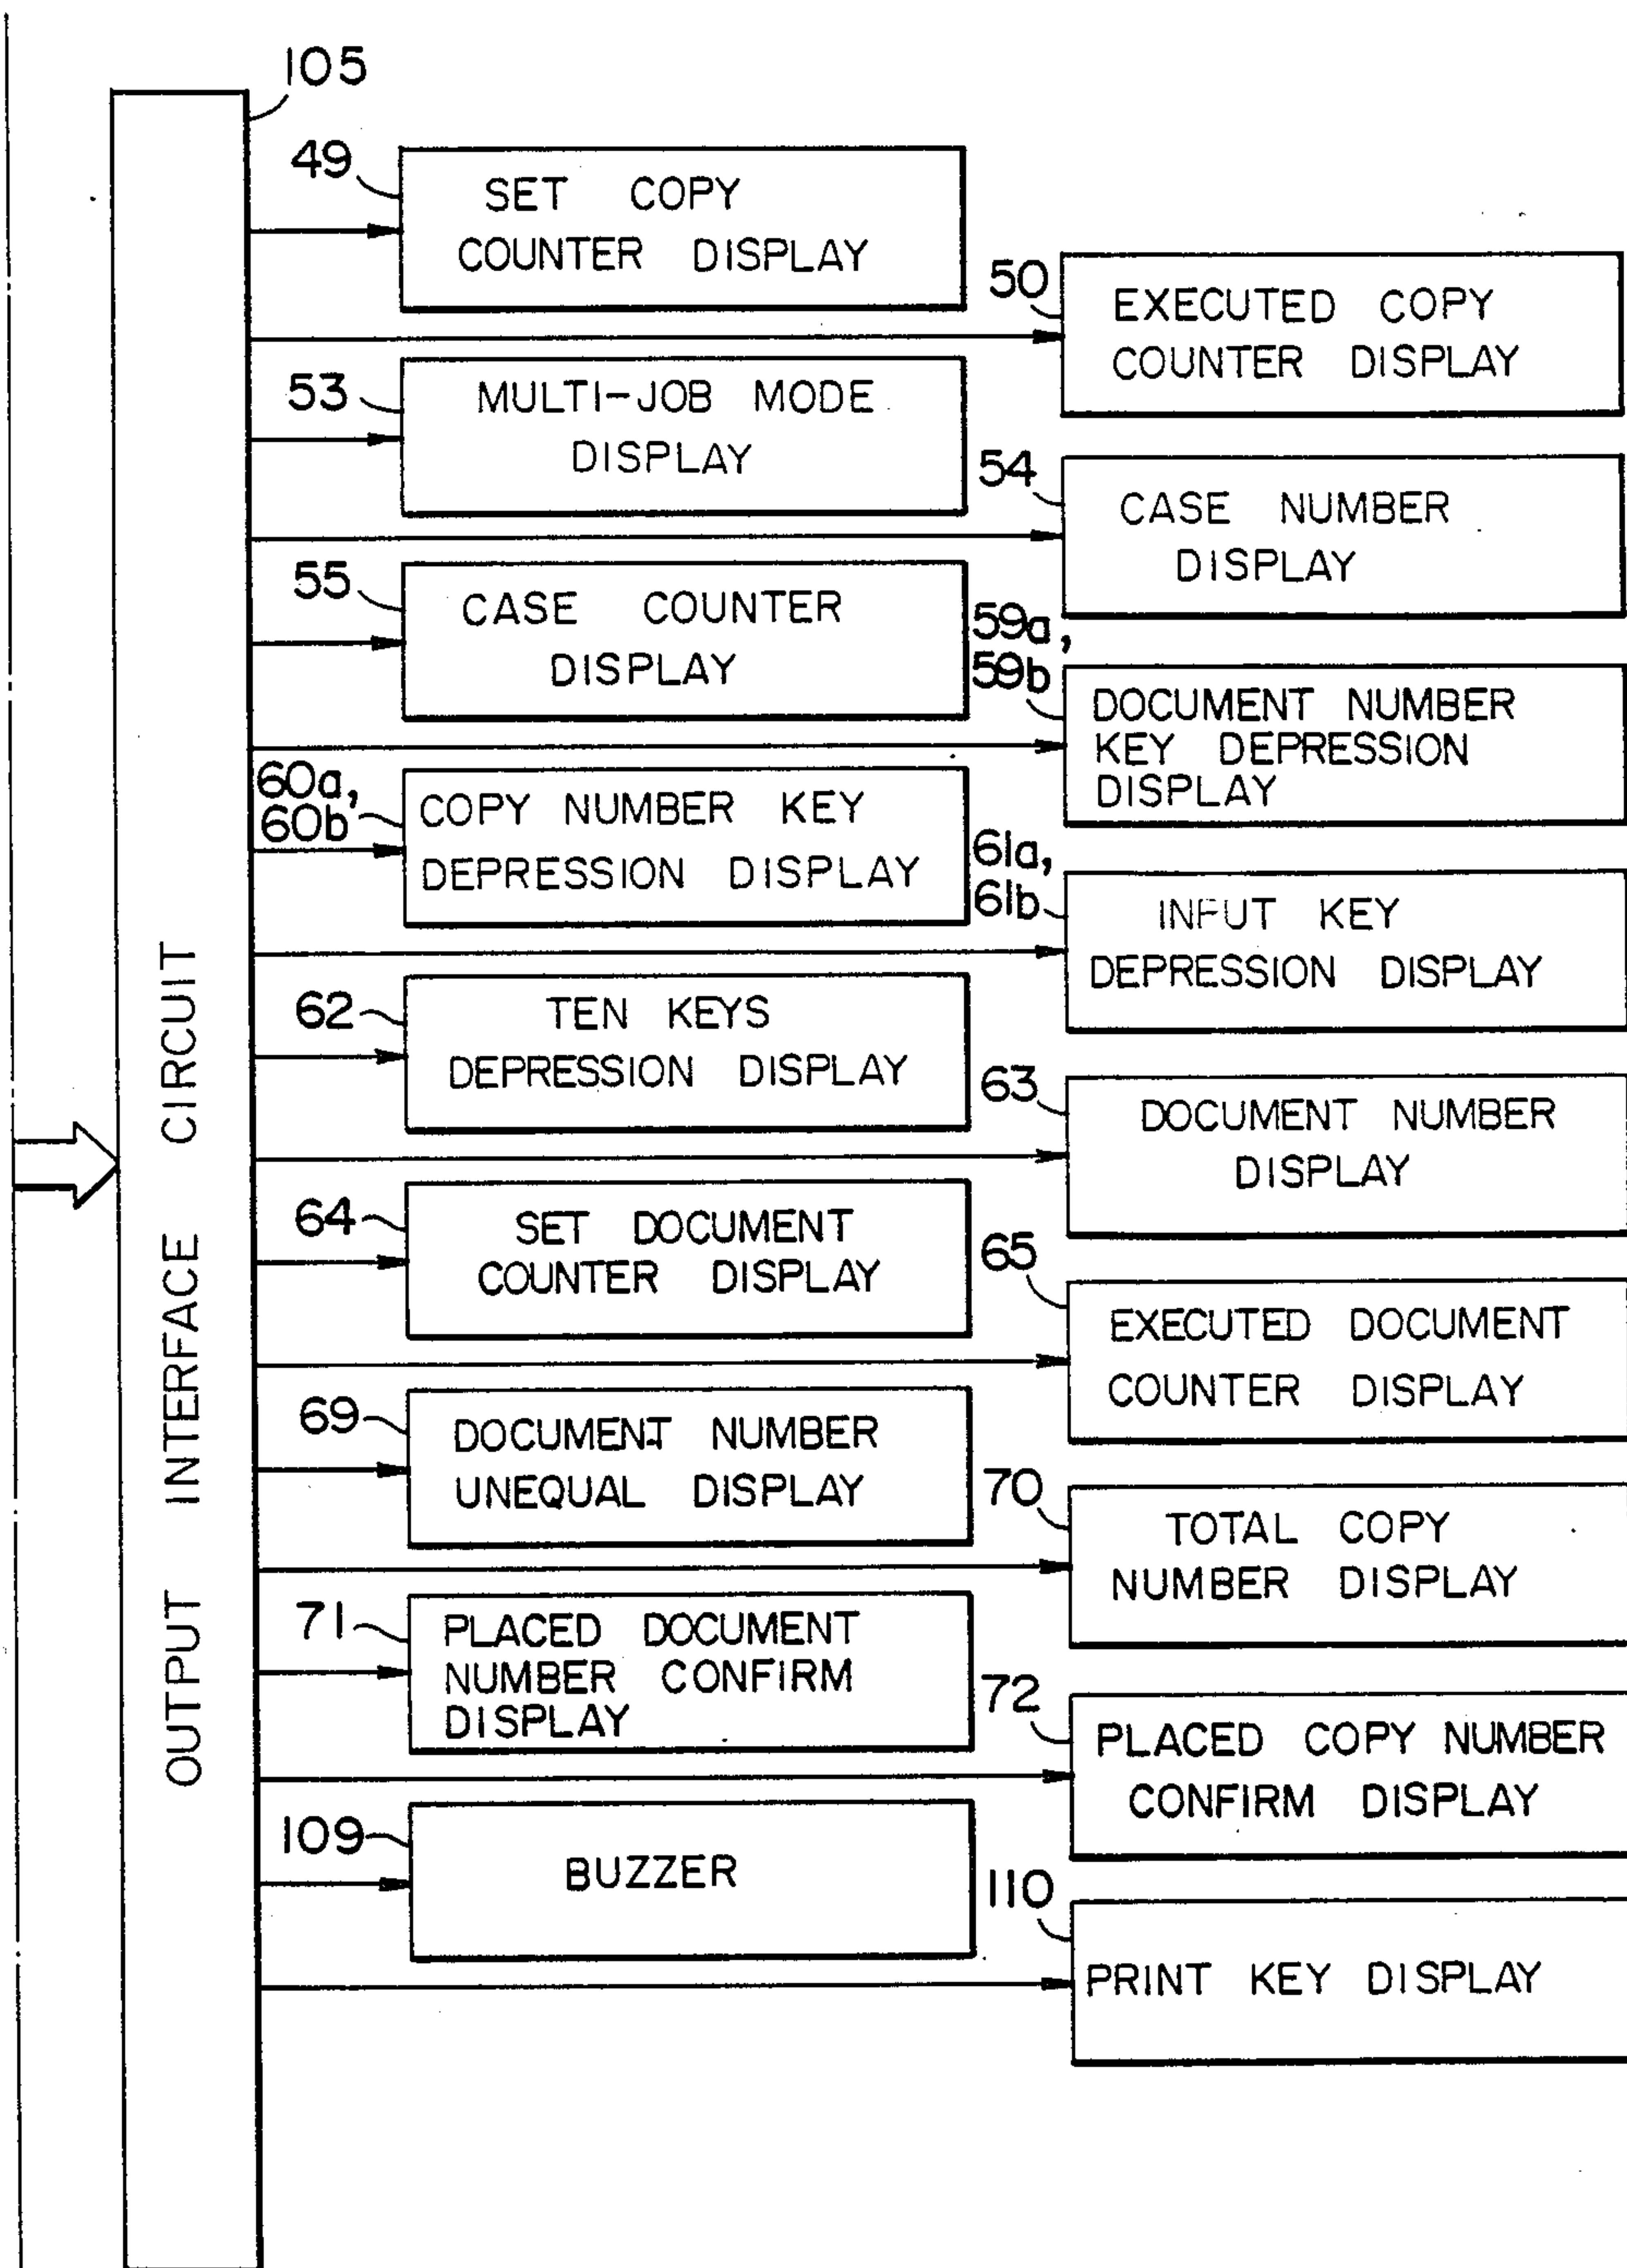 105
49
SET COPY
COUNTER DISPLAY
50
EXECUTED COPY
COUNTER DISPLAY
53
MULTI-JOB MODE
DISPLAY
54
CASE NUMBER
DISPLAY
55
CASE COUNTER
DISPLAY
59a,
59b
DOCUMENT NUMBER
KEY DEPRESSION
DISPLAY
60a,
60b
COPY NUMBER KEY
DEPRESSION DISPLAY
61a,
61b
INPUT KEY
DEPRESSION DISPLAY
62
TEN KEYS
DEPRESSION DISPLAY
63
DOCUMENT NUMBER
DISPLAY
64
SET DOCUMENT
COUNTER DISPLAY
65
EXECUTED DOCUMENT
COUNTER DISPLAY
69
DOCUMENT NUMBER
UNEQUAL DISPLAY
70
TOTAL COPY
NUMBER DISPLAY
71
PLACED DOCUMENT
NUMBER CONFIRM
DISPLAY
72
PLACED COPY NUMBER
CONFIRM DISPLAY
109
BUZZER
110
PRINT KEY DISPLAY
OUTPUT INTERFACE CIRCUIT